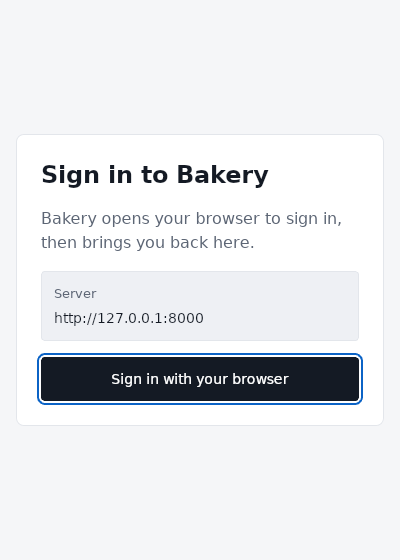 Sign in to Bakery
Bakery opens your browser to sign in,
then brings you back here.
Server
http://127.0.0.1:8000
Sign in with your browser